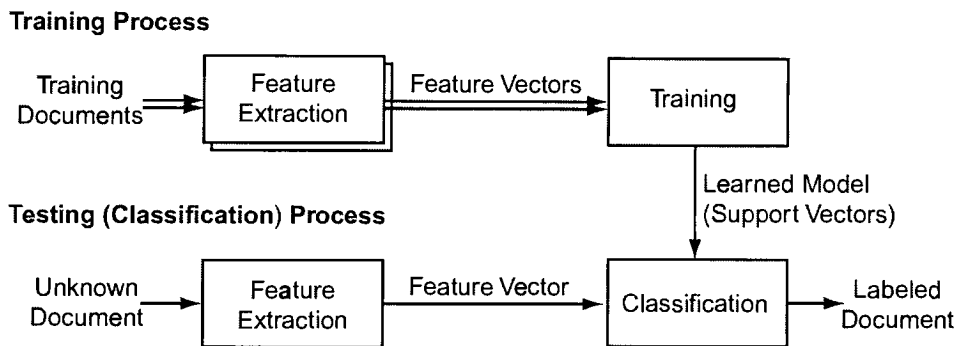 Training Process
Training
Documents
Feature
Extraction
Feature Vectors
Training
Learned Model
(Support Vectors)
Testing (Classification) Process
Unknown
Document
Feature
Extraction
Feature Vector
Classification
Labeled
Document